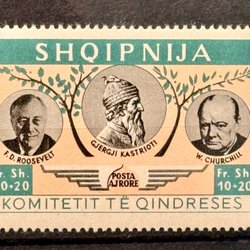 SHQIPNIJA
F. D. ROOSEVELT
GJERGJI KASTRIOTI
W. CHURCHILL
Fr. Sh.
10+20
POSTA
AJRORE
Fr. Sh.
10+20
KOMITETIT TË QINDRESES